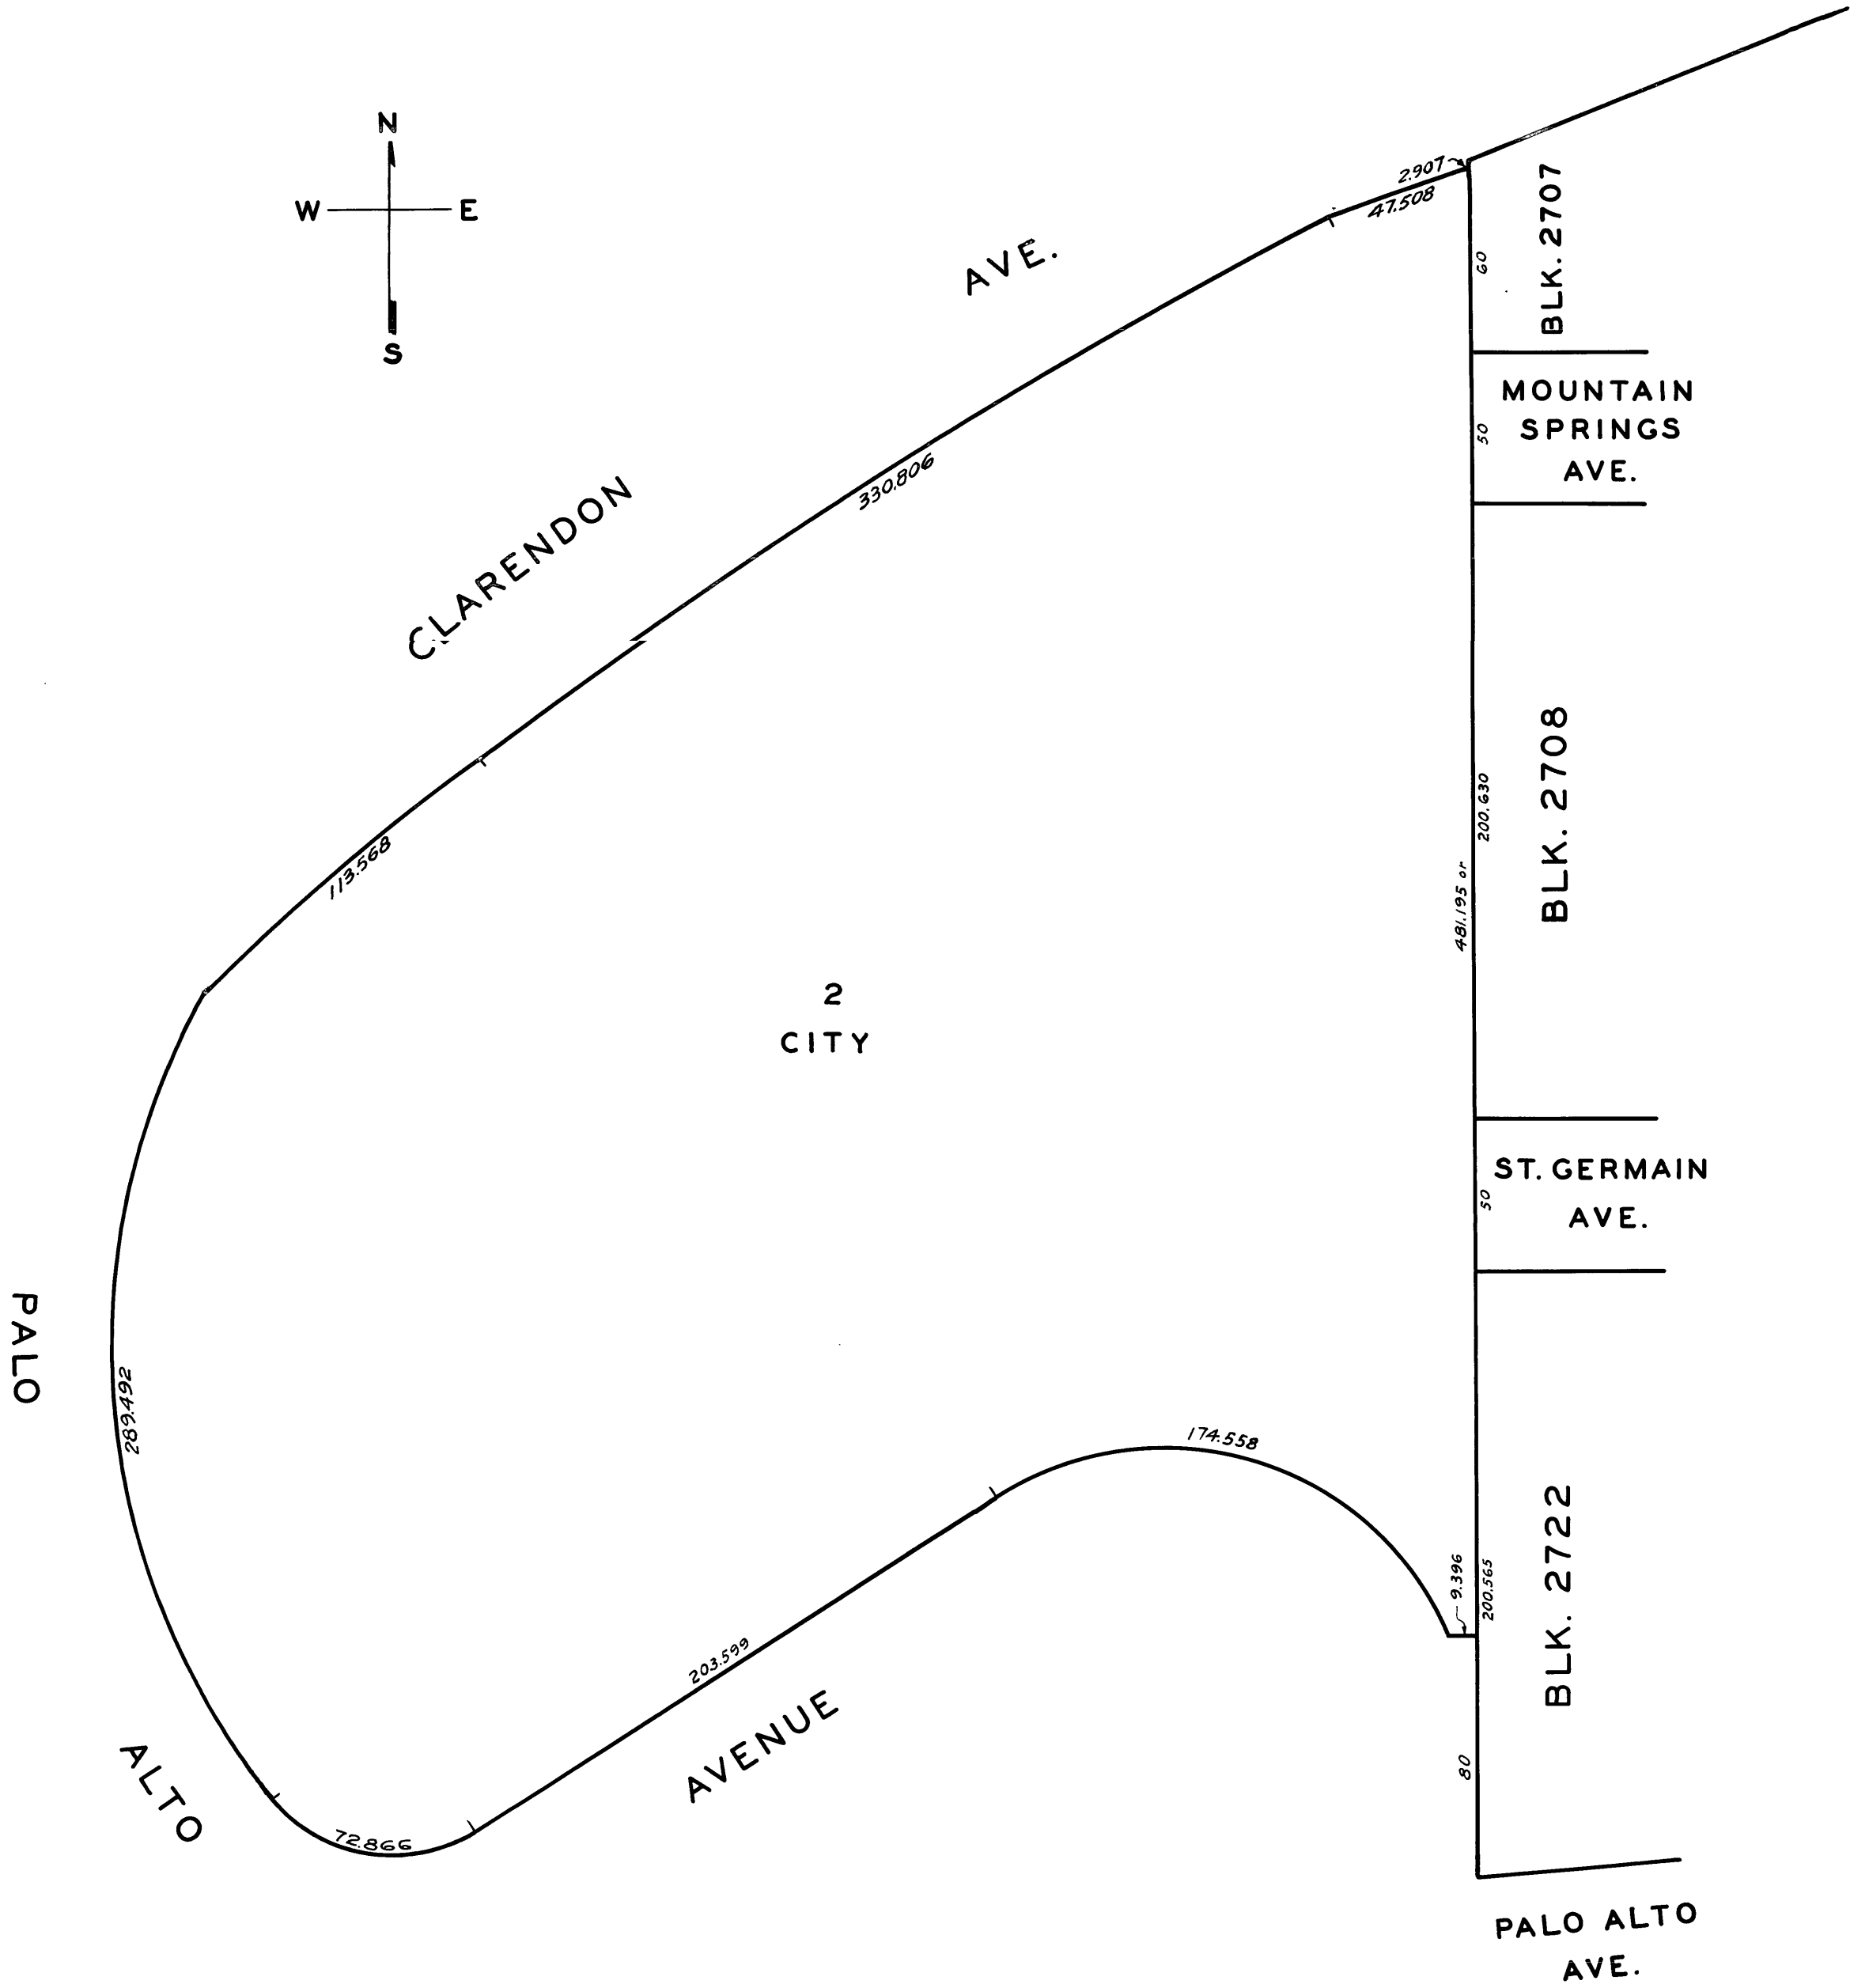 N
W
E
S
CLARENDON
AVE.
2.907
47.508
60
BLK. 2707
MOUNTAIN
SPRINGS
AVE.
50
330.806
113.568
200.630
481.195 or
BLK. 2708
2
CITY
ST. GERMAIN
AVE.
50
PALO
ALTO
AVENUE
289.492
72.866
203.599
174.558
9.396
200.565
BLK. 2722
80
PALO ALTO
AVE.